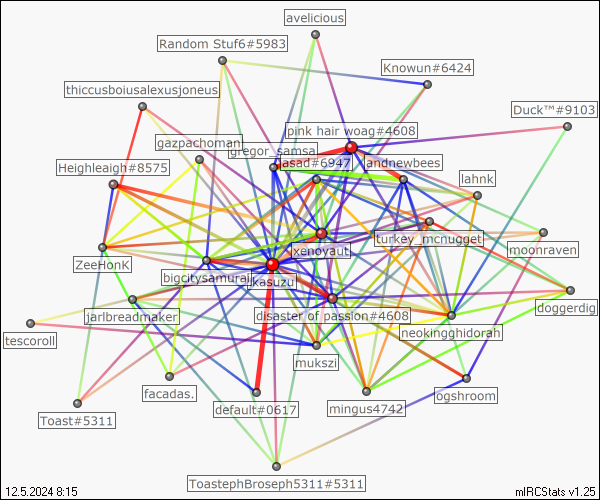 avelicious
Random Stuf6#5983
Knowun#6424
thiccusboiusalexusjoneus
Duck™#9103
pink hair woag#4608
gazpachoman
gregor_samsa
asad#6947
andnewbees
Heighleaigh#8575
lahnk
turkey_mcnugget
xenoyaut
moonraven
ZeeHonK
bigcitysamurai
kasuzu
doggerdig
jarlbreadmaker
disaster of passion#4608
neokingghidorah
tescoroll
mukszi
facadas.
default#0617
mingus4742
ogshroom
Toast#5311
ToastephBroseph5311#5311
12.5.2024 8:15
mIRCStats v1.25